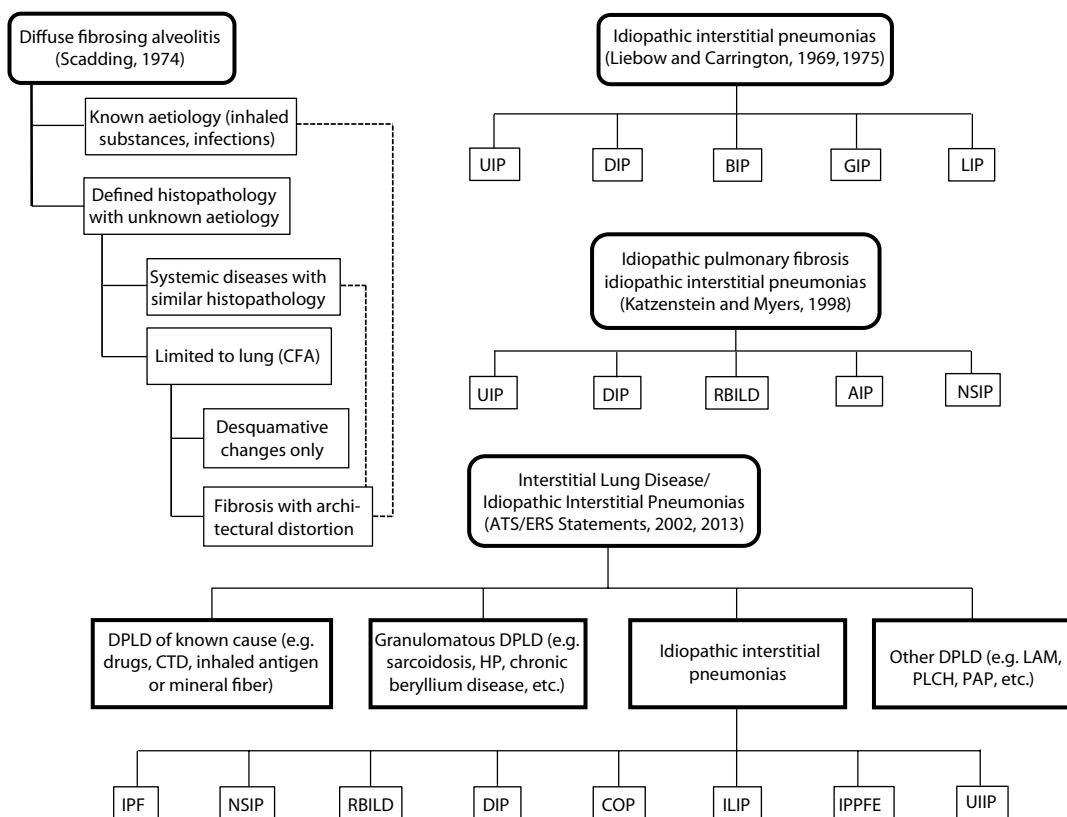 Diffuse fibrosing alveolitis
(Scadding, 1974)
Known aetiology (inhaled
substances, infections)
Defined histopathology
with unknown aetiology
Systemic diseases with
similar histopathology
Limited to lung (CFA)
Desquamative
changes only
Fibrosis with archi-
tectural distortion
Idiopathic interstitial pneumonias
(Liebow and Carrington, 1969, 1975)
UIP
DIP
BIP
GIP
LIP
Idiopathic pulmonary fibrosis
idiopathic interstitial pneumonias
(Katzenstein and Myers, 1998)
UIP
DIP
RBILD
AIP
NSIP
Interstitial Lung Disease/
Idiopathic Interstitial Pneumonias
(ATS/ERS Statements, 2002, 2013)
DPLD of known cause (e.g.
drugs, CTD, inhaled antigen
or mineral fiber)
Granulomatous DPLD (e.g.
sarcoidosis, HP, chronic
beryllium disease, etc.)
Idiopathic interstitial
pneumonias
Other DPLD (e.g. LAM,
PLCH, PAP, etc.)
IPF
NSIP
RBILD
DIP
COP
ILIP
IPPFE
UIIP